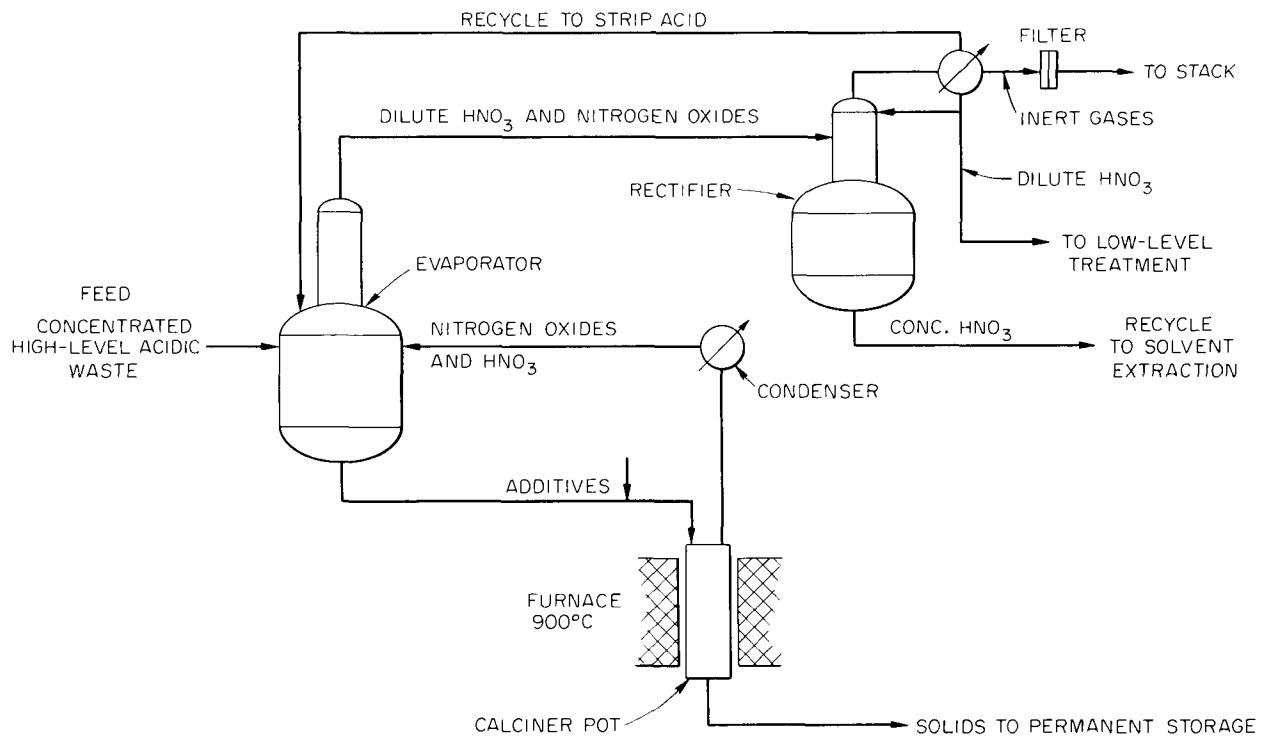 RECYCLE TO STRIP ACID
FILTER
TO STACK
INERT GASES
DILUTE HNO3 AND NITROGEN OXIDES
DILUTE HNO3
RECTIFIER
TO LOW-LEVEL
TREATMENT
EVAPORATOR
FEED
CONCENTRATED
HIGH-LEVEL ACIDIC
WASTE
NITROGEN OXIDES
AND HNO3
CONC. HNO3
RECYCLE
TO SOLVENT
EXTRACTION
CONDENSER
ADDITIVES
FURNACE
900°C
CALCINER POT
SOLIDS TO PERMANENT STORAGE